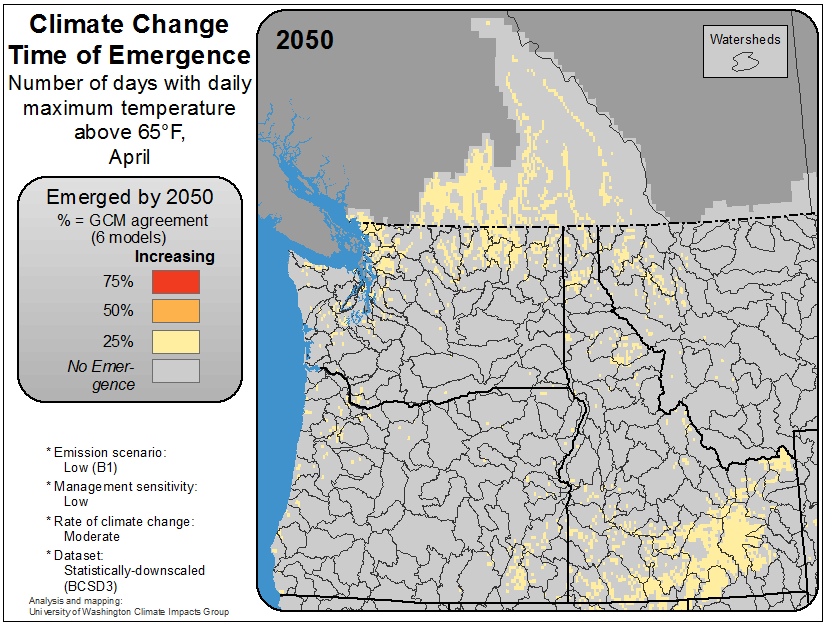 Climate Change
Time of Emergence
Number of days with daily
maximum temperature
above 65°F,
April
Emerged by 2050
% = GCM agreement
(6 models)
Increasing
75%
50%
25%
No Emer-
gence
* Emission scenario:
Low (B1)
* Management sensitivity:
Low
* Rate of climate change:
Moderate
* Dataset:
Statistically-downscaled
(BCSD3)
Analysis and mapping:
University of Washington Climate Impacts Group
2050
Watersheds